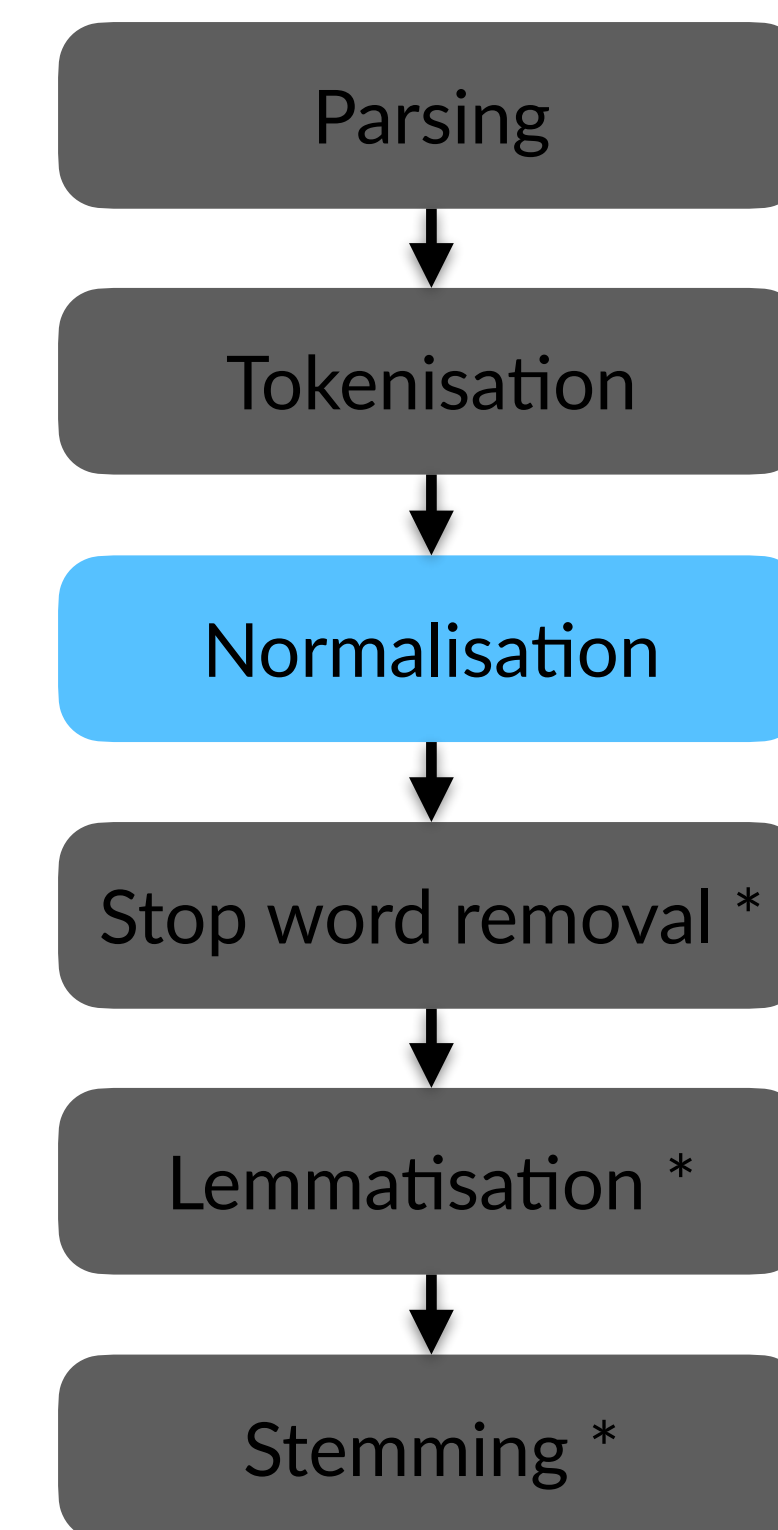 Parsing
Tokenisation
Normalisation
Stop word removal *
Lemmatisation *
Stemming *